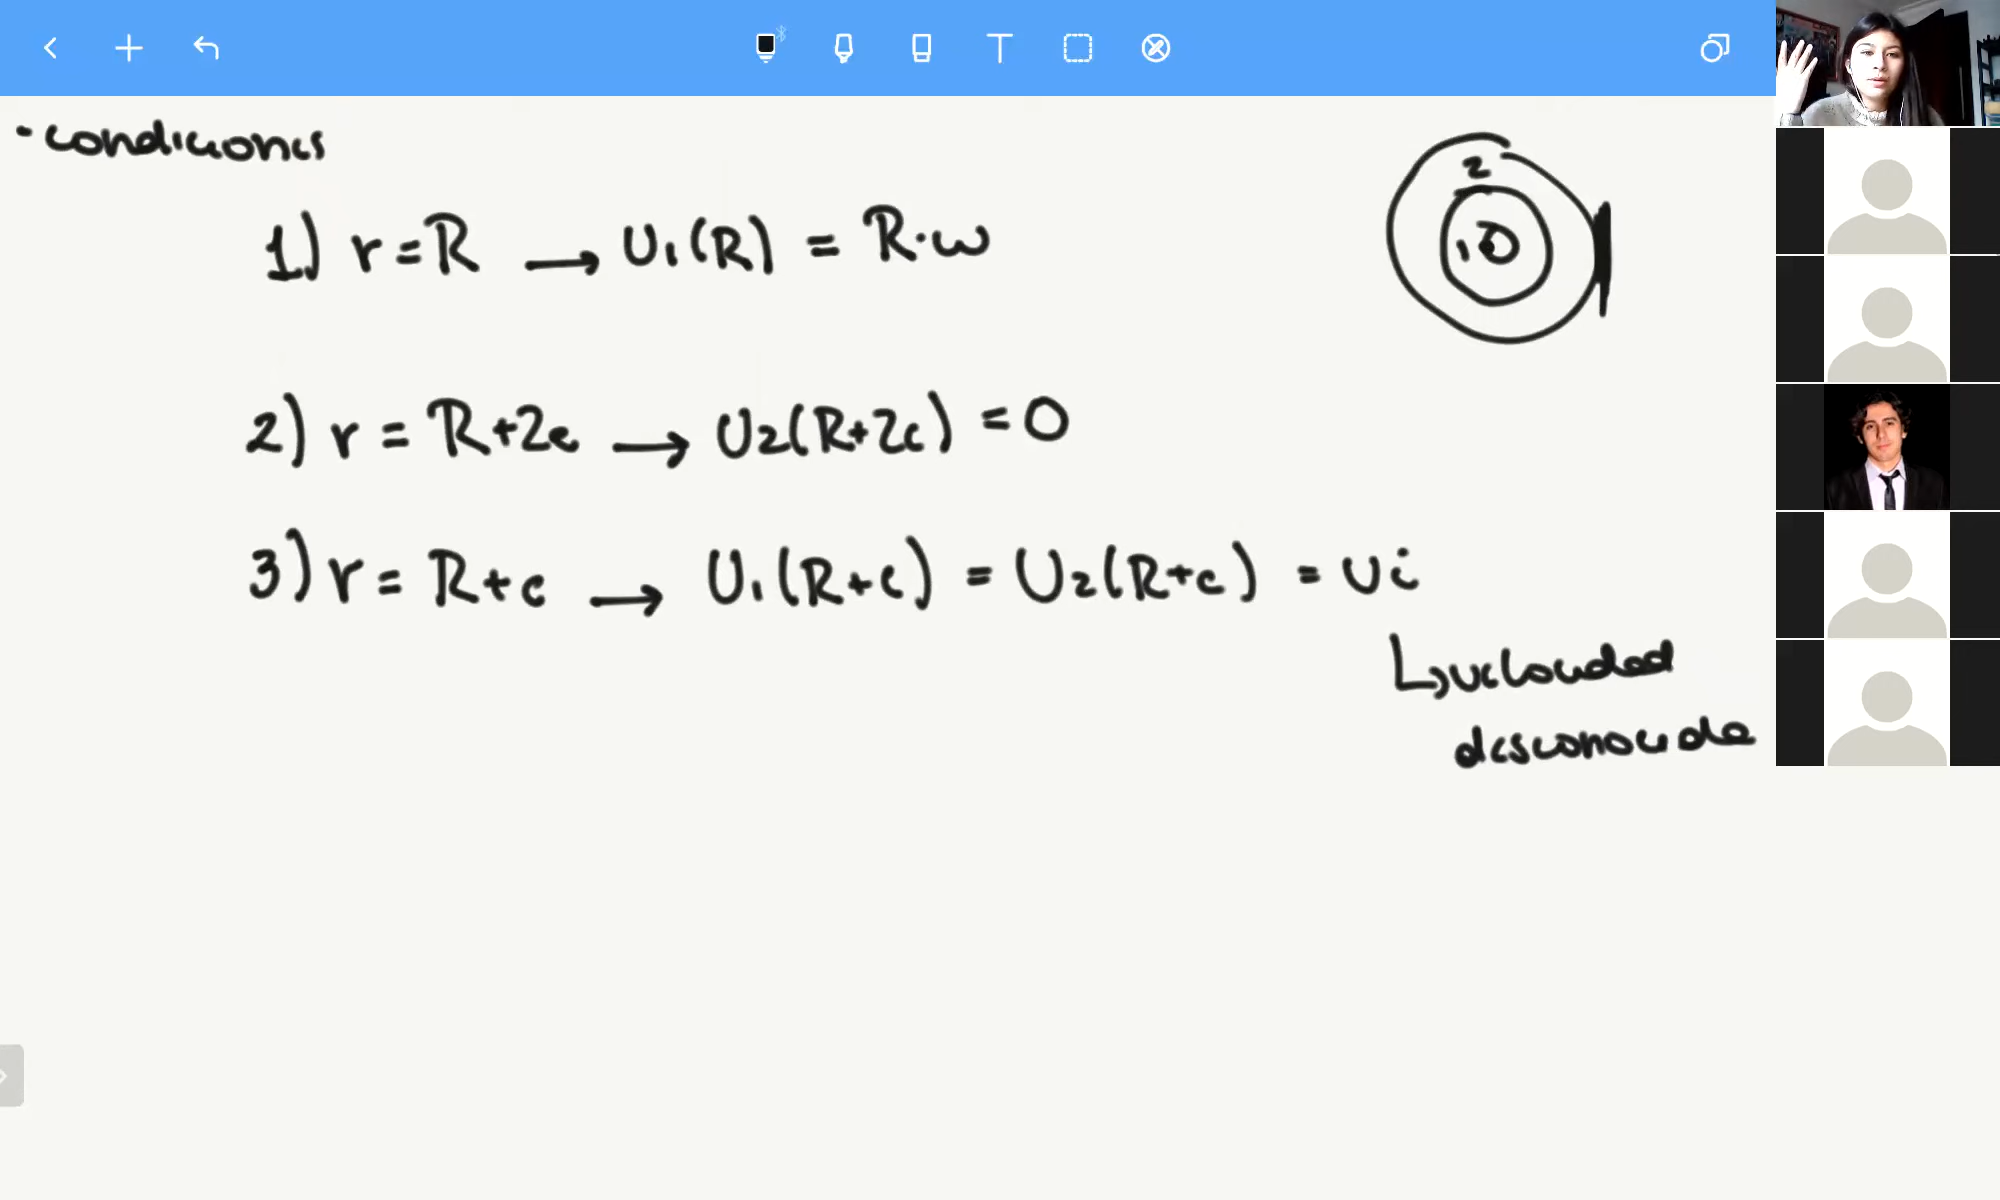 · condiciones
2
1) r = R → U1(R) = R·w
1
2) r = R+2e → U2(R+2e) = 0
3) r = R+e → U1(R+e) = U2(R+e) = Ui
↳ velocidad
desconocida